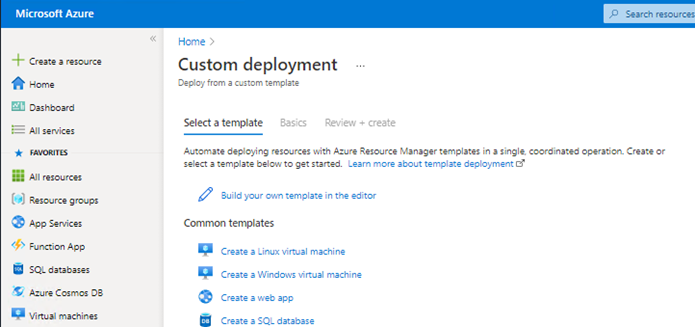 Microsoft Azure
Search resources
Create a resource
Home
Dashboard
All services
FAVORITES
All resources
Resource groups
App Services
Function App
SQL databases
Azure Cosmos DB
Virtual machines
Home >
Custom deployment ...
Deploy from a custom template
Select a template Basics Review + create
Automate deploying resources with Azure Resource Manager templates in a single, coordinated operation. Create or
select a template below to get started. Learn more about template deployment
Build your own template in the editor
Common templates
Create a Linux virtual machine
Create a Windows virtual machine
Create a web app
Create a SQL database